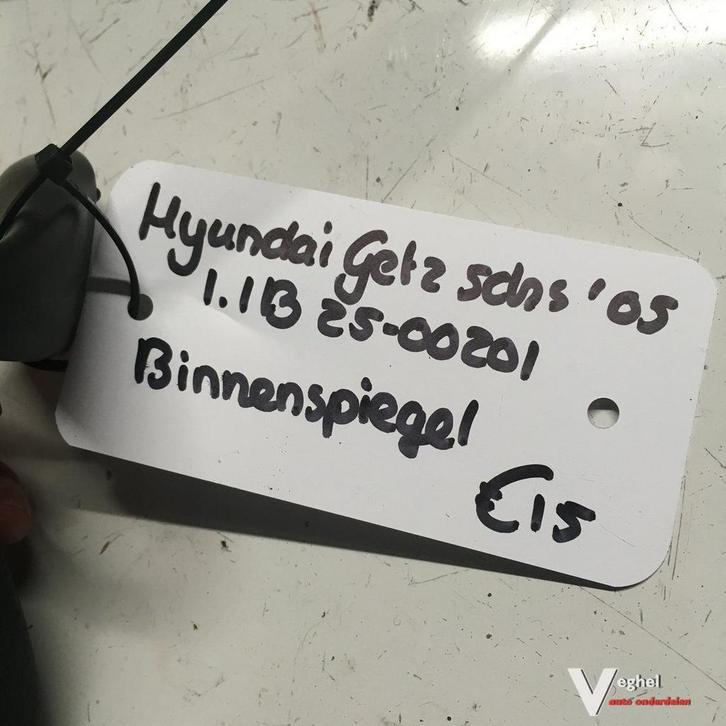 Hyundai Getz 5drs '05
1.1B 25-00201
Binnenspiegel
€15
Veghel
auto onderdelen